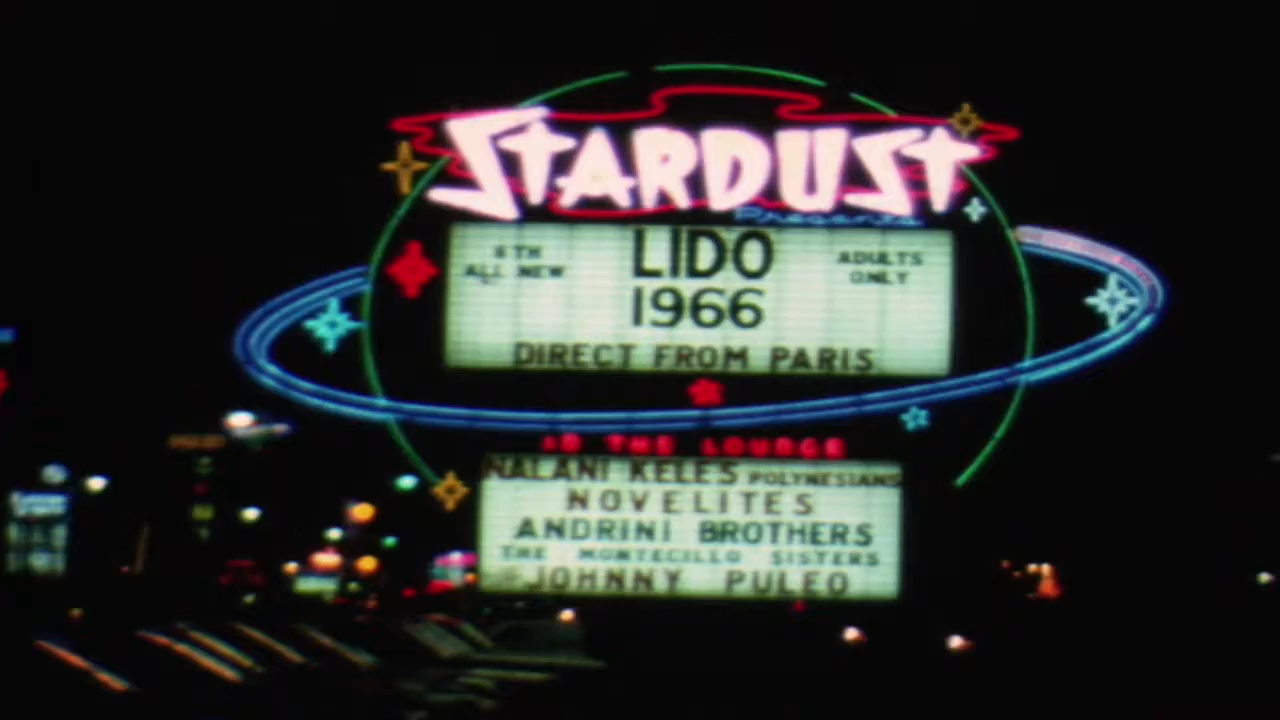 STARDUST
Presents
LIDO
ALL NEW
ADULTS ONLY
1966
DIRECT FROM PARIS
IN THE LOUNGE
NALANI KELES POLYNESIANS
NOVELITES
ANDRINI BROTHERS
THE MONTECILLO SISTERS
JOHNNY PULEO